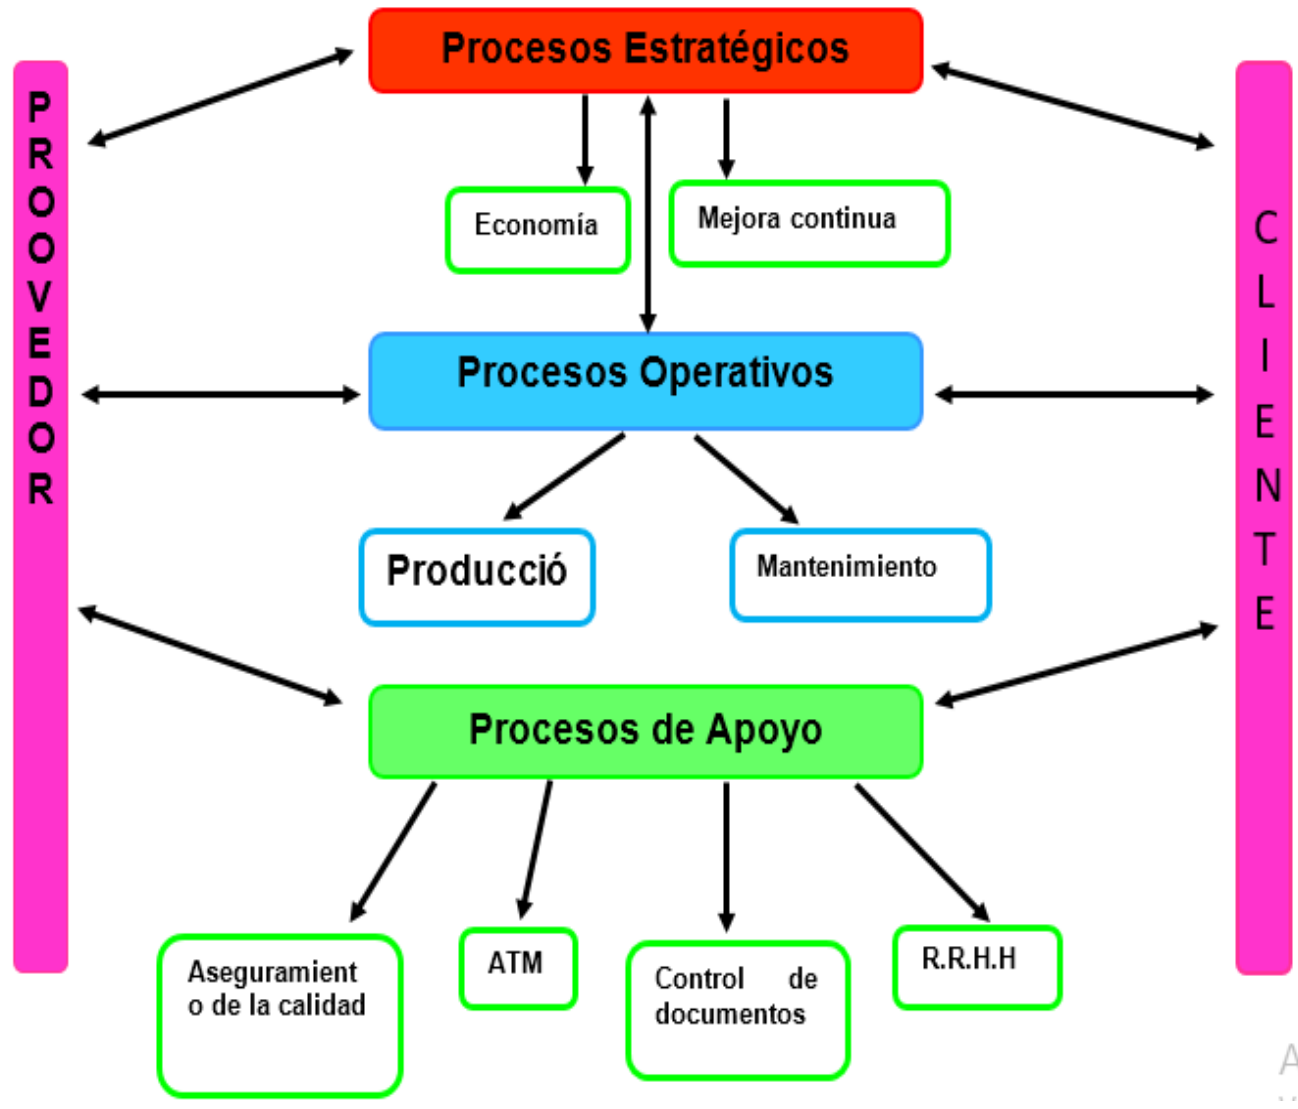 Procesos Estratégicos
PROOVEDOR
CLIENTE
Economía
Mejora continua
Procesos Operativos
Producció
Mantenimiento
Procesos de Apoyo
Aseguramient
o de la calidad
ATM
Control de
documentos
R.R.H.H
A